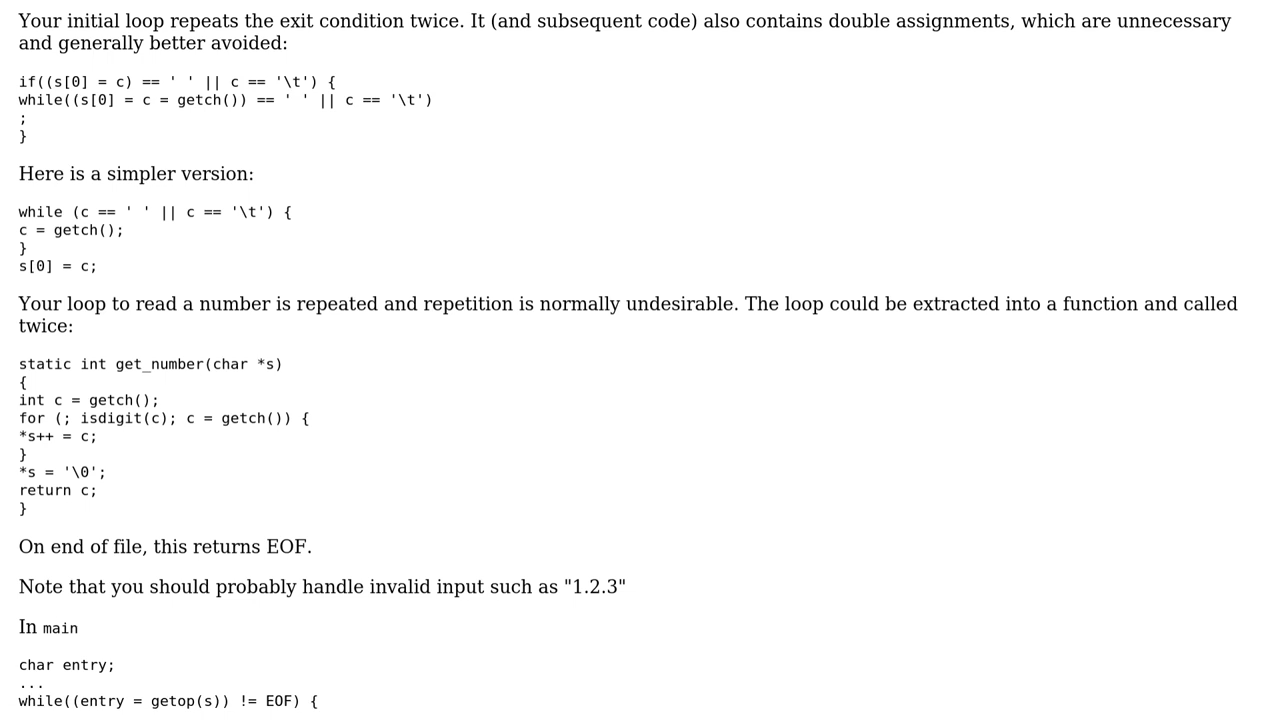 Your initial loop repeats the exit condition twice. It (and subsequent code) also contains double assignments, which are unnecessary
and generally better avoided:
if((s[0] = c) == ' ' || c == '\t') {
while((s[0] = c = getch()) == ' ' || c == '\t')
;
}
Here is a simpler version:
while (c == ' ' || c == '\t') {
c = getch();
}
s[0] = c;
Your loop to read a number is repeated and repetition is normally undesirable. The loop could be extracted into a function and called
twice:
static int get_number(char *s)
{
int c = getch();
for (; isdigit(c); c = getch()) {
*s++ = c;
}
*s = '\0';
return c;
}
On end of file, this returns EOF.
Note that you should probably handle invalid input such as "1.2.3"
In main
char entry;
...
while((entry = getop(s)) != EOF) {